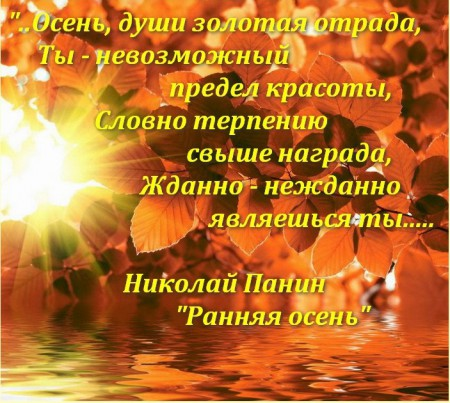 "..Осень, души золотая отрада,
Ты - невозможный
предел красоты,
Словно терпению
свыше награда,
Жданно - нежданно
являешься ты.....
Николай Панин
"Ранняя осень"